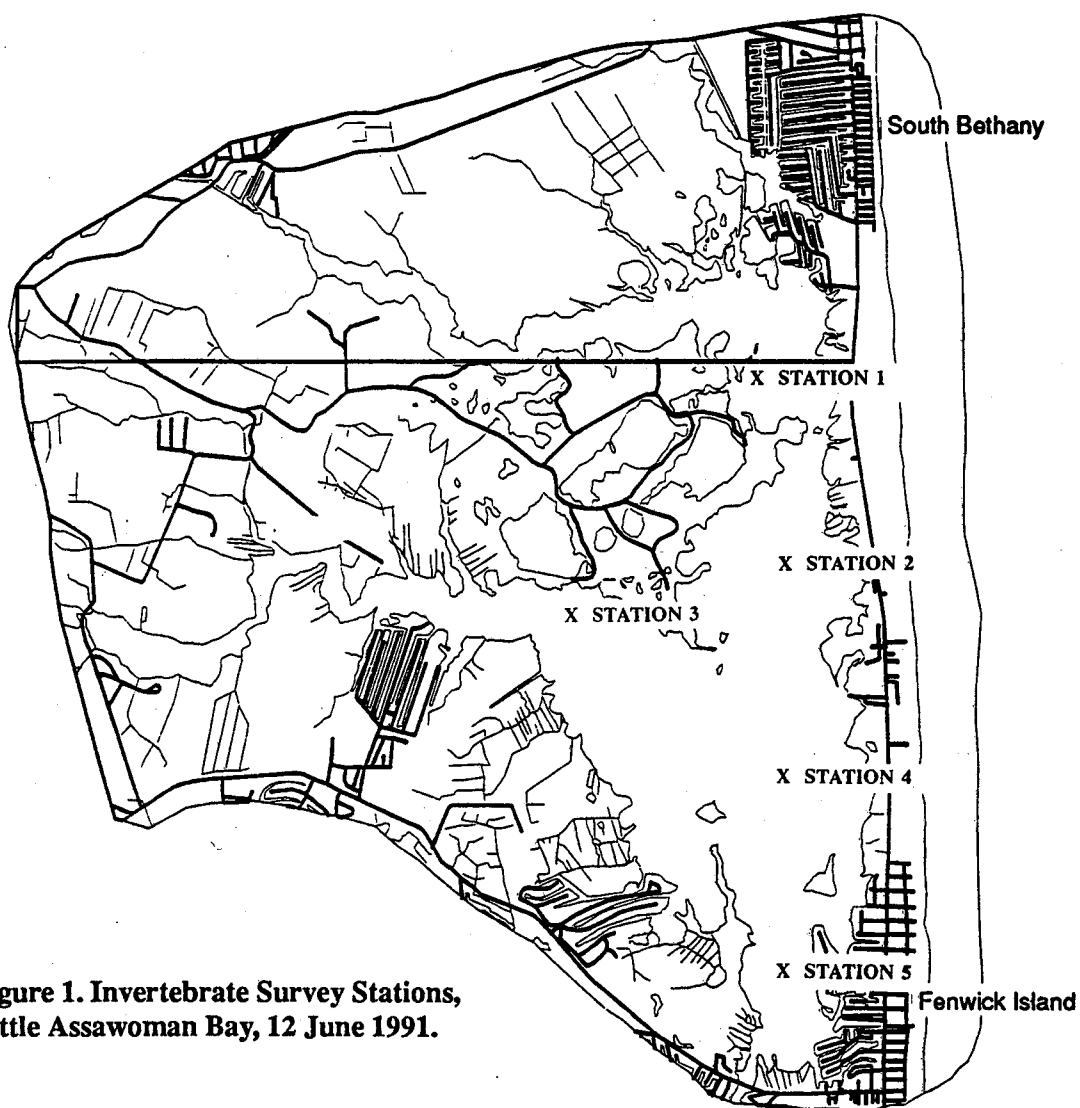 South Bethany
X STATION 1
X STATION 2
X STATION 3
X STATION 4
X STATION 5
Fenwick Island
gure 1. Invertebrate Survey Stations,
ttle Assawoman Bay, 12 June 1991.